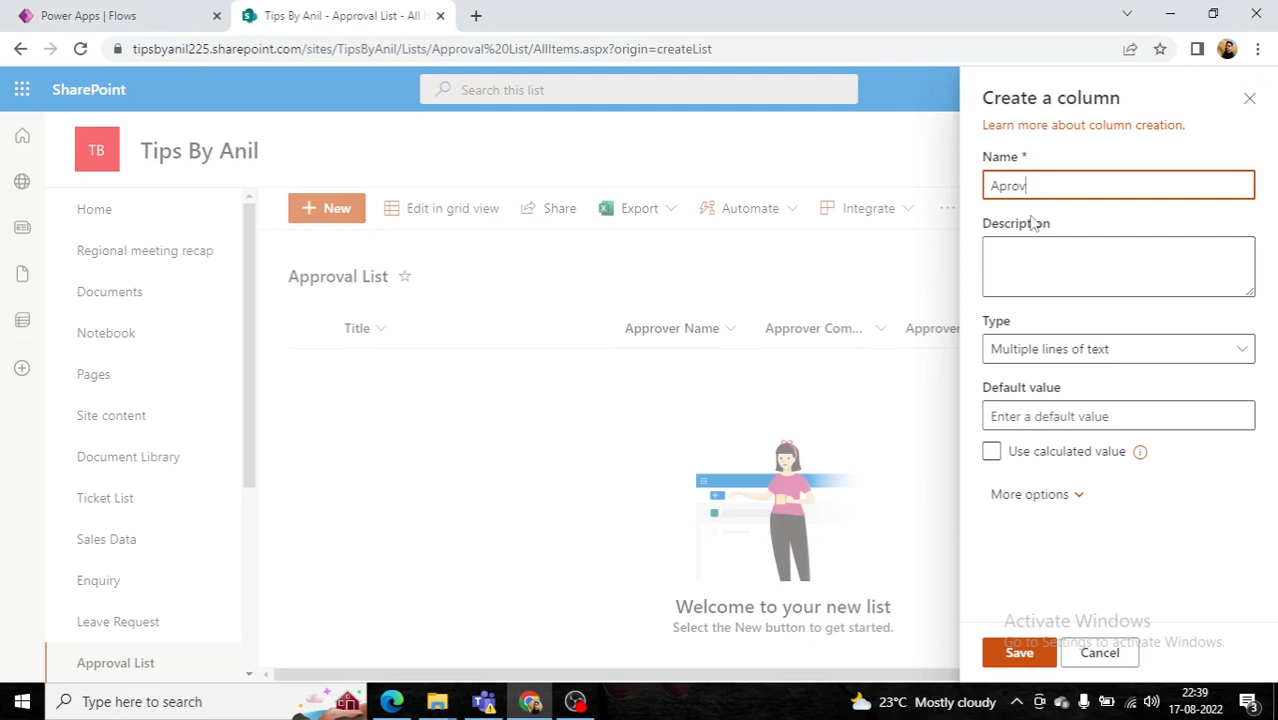 Power Apps | Flows
Tips By Anil - Approval List - All It
tipsbyanil225.sharepoint.com/sites/TipsByAnil/Lists/Approval%20List/AllItems.aspx?origin=createList
SharePoint
Search this list
TB
Tips By Anil
Home
Regional meeting recap
Documents
Notebook
Pages
Site content
Document Library
Ticket List
Sales Data
Enquiry
Leave Request
Approval List
New
Edit in grid view
Share
Export
Automate
Integrate
Approval List
Title
Approver Name
Approver Com...
Approver
Welcome to your new list
Select the New button to get started.
Create a column
Learn more about column creation.
Name *
Aprov
Description
Type
Multiple lines of text
Default value
Enter a default value
Use calculated value
More options
Activate Windows
Go to Settings to activate Windows.
Save
Cancel
Type here to search
23°C Mostly cloudy
22:39
17-08-2022
3